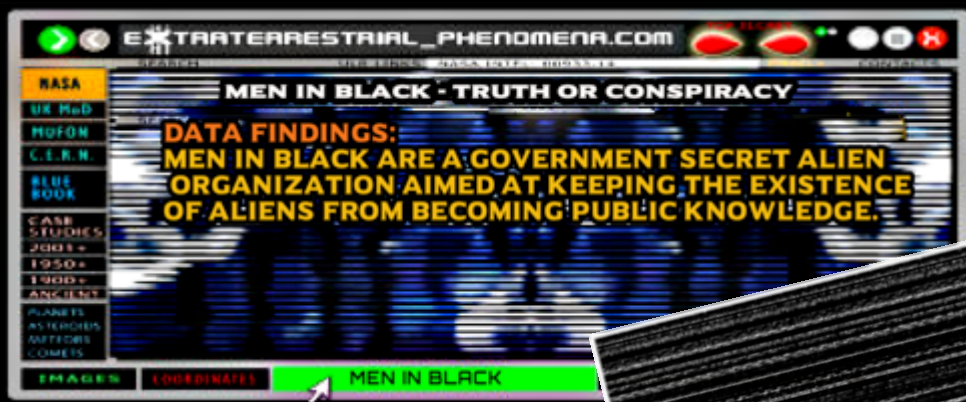 EXTRATERRESTRIAL_PHENOMENA.COM
SEARCH
CONTACTS
MEN IN BLACK - TRUTH OR CONSPIRACY
DATA FINDINGS:
MEN IN BLACK ARE A GOVERNMENT SECRET ALIEN
ORGANIZATION AIMED AT KEEPING THE EXISTENCE
OF ALIENS FROM BECOMING PUBLIC KNOWLEDGE.
NASA
UK MoD
MUFON
C.E.R.N.
BLUE
BOOK
CASE
STUDIES
2001+
1950+
1900+
ANCIENT
PLANETS
ASTEROIDS
METEORS
COMETS
IMAGES
COORDINATES
MEN IN BLACK